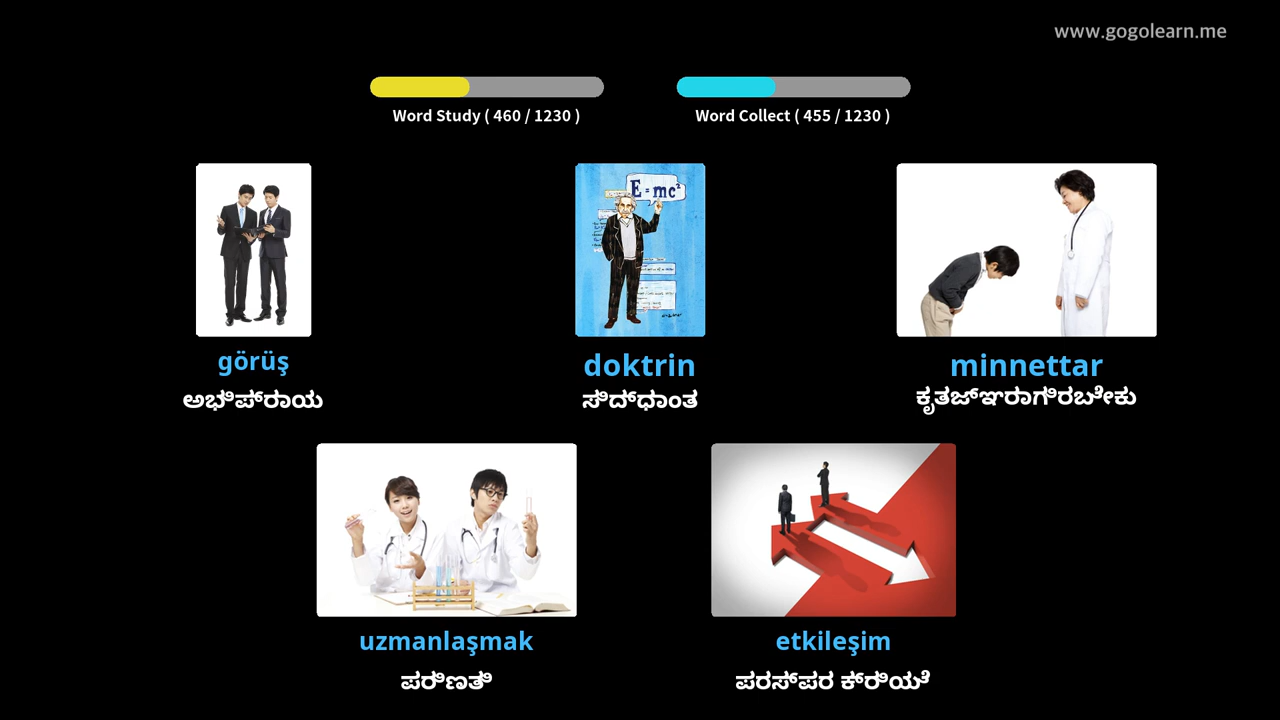 www.gogolearn.me
Word Study ( 460 / 1230 )
Word Collect ( 455 / 1230 )
E = mc²
görüş
doktrin
minnettar
ಅಭಿಪ್ರಾಯ
ಸಿದ್ಧಾಂತ
ಕೃತಜ್ಞರಾಗಿರಬೇಕು
uzmanlaşmak
etkileşim
ಪರಿಣತಿ
ಪರಸ್ಪರ ಕ್ರಿಯೆ